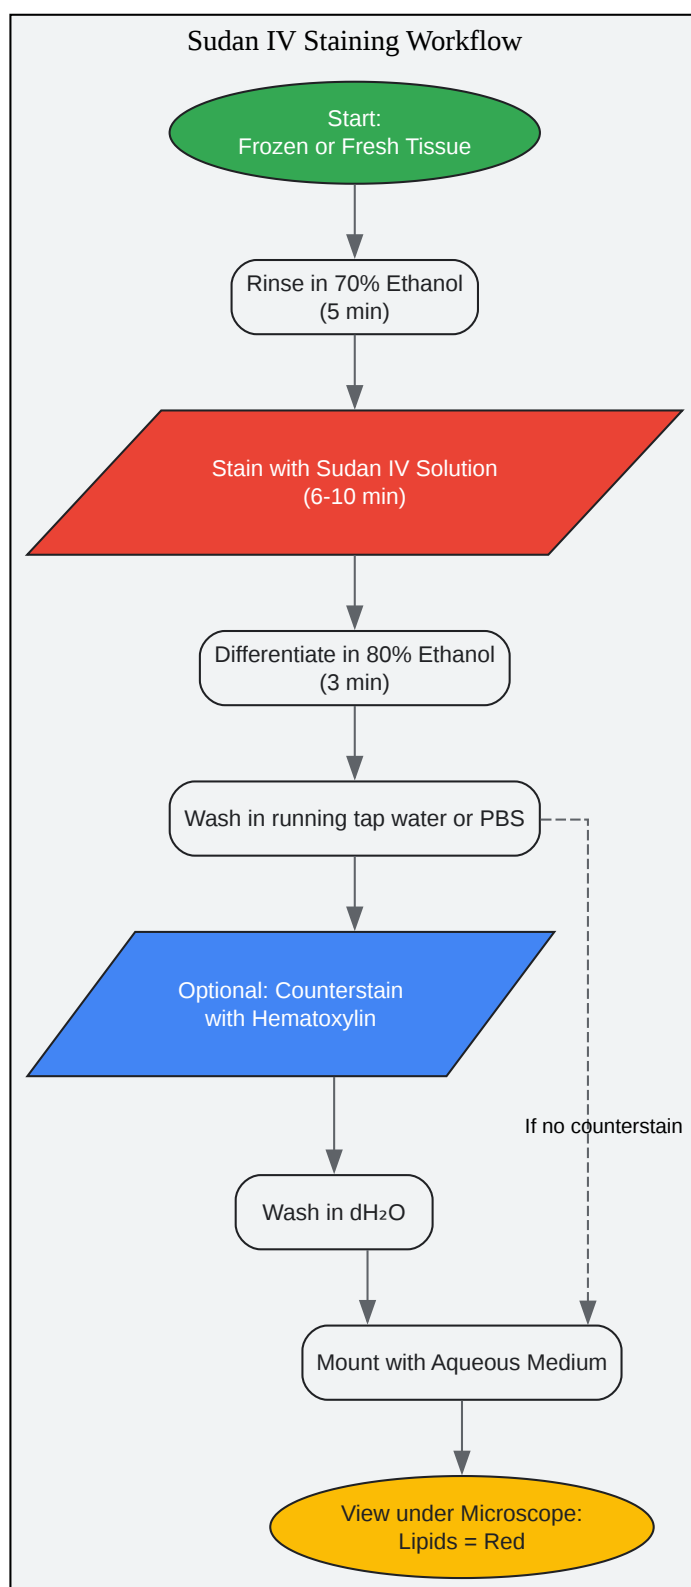 Sudan IV Staining Workflow
Start:
Frozen or Fresh Tissue
Rinse in 70% Ethanol
(5 min)
Stain with Sudan IV Solution
(6-10 min)
Differentiate in 80% Ethanol
(3 min)
Wash in running tap water or PBS
Optional: Counterstain
with Hematoxylin
If no counterstain
Wash in dH₂O
Mount with Aqueous Medium
View under Microscope:
Lipids = Red